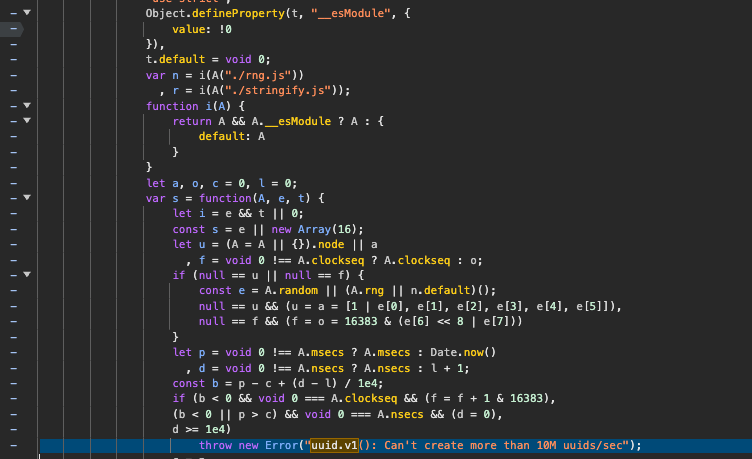 "use strict";
Object.defineProperty(t, "__esModule", {
value: !0
}),
t.default = void 0;
var n = i(A("./rng.js"))
, r = i(A("./stringify.js"));
function i(A) {
return A && A.__esModule ? A : {
default: A
}
}
let a, o, c = 0, l = 0;
var s = function(A, e, t) {
let i = e && t || 0;
const s = e || new Array(16);
let u = (A = A || {}).node || a
, f = void 0 !== A.clockseq ? A.clockseq : o;
if (null == u || null == f) {
const e = A.random || (A.rng || n.default)();
null == u && (u = a = [1 | e[0], e[1], e[2], e[3], e[4], e[5]]),
null == f && (f = o = 16383 & (e[6] << 8 | e[7]))
}
let p = void 0 !== A.msecs ? A.msecs : Date.now()
, d = void 0 !== A.nsecs ? A.nsecs : l + 1;
const b = p - c + (d - l) / 1e4;
if (b < 0 && void 0 === A.clockseq && (f = f + 1 & 16383),
(b < 0 || p > c) && void 0 === A.nsecs && (d = 0),
d >= 1e4)
throw new Error("uuid.v1(): Can't create more than 10M uuids/sec");